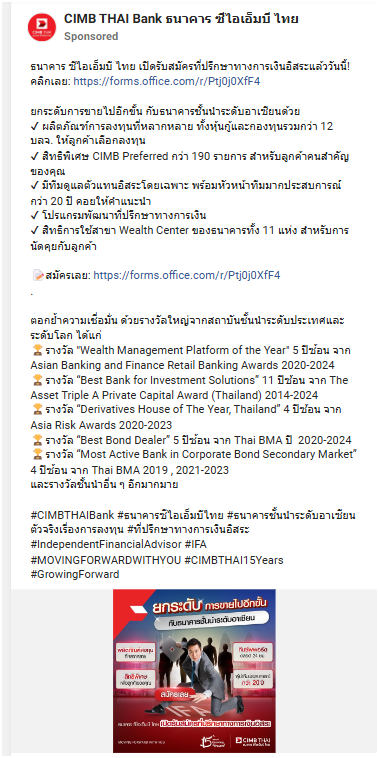 CIMB THAI Bank ธนาคาร ซีไอเอ็มบี ไทย
Sponsored
ธนาคาร ซีไอเอ็มบี ไทย เปิดรับสมัครที่ปรึกษาทางการเงินอิสระแล้ววันนี้!
คลิกเลย: https://forms.office.com/r/Ptj0j0XfF4
ยกระดับการขายไปอีกขั้น กับธนาคารชั้นนำระดับอาเซียนด้วย
✓ ผลิตภัณฑ์การลงทุนที่หลากหลาย ทั้งหุ้นกู้และกองทุนรวมกว่า 12
บลจ. ให้ลูกค้าเลือกลงทุน
✓ สิทธิพิเศษ CIMB Preferred กว่า 190 รายการ สำหรับลูกค้าคนสำคัญ
ของคุณ
✓ มีทีมดูแลตัวแทนอิสระโดยเฉพาะ พร้อมหัวหน้าทีมมากประสบการณ์
กว่า 20 ปี คอยให้คำแนะนำ
✓ โปรแกรมพัฒนาที่ปรึกษาทางการเงิน
✓ สิทธิการใช้สาขา Wealth Center ของธนาคารทั้ง 11 แห่ง สำหรับการ
นัดคุยกับลูกค้า
📝สมัครเลย: https://forms.office.com/r/Ptj0j0XfF4
.
ตอกย้ำความเชื่อมั่น ด้วยรางวัลใหญ่จากสถาบันชั้นนำระดับประเทศและ
ระดับโลก ได้แก่
🏆รางวัล "Wealth Management Platform of the Year" 5 ปีซ้อน จาก
Asian Banking and Finance Retail Banking Awards 2020-2024
🏆รางวัล “Best Bank for Investment Solutions” 11 ปีซ้อน จาก The
Asset Triple A Private Capital Award (Thailand) 2014-2024
🏆รางวัล “Derivatives House of The Year, Thailand” 4 ปีซ้อน จาก
Asia Risk Awards 2020-2023
🏆รางวัล “Best Bond Dealer” 5 ปีซ้อน จาก Thai BMA ปี 2020-2024
🏆รางวัล “Most Active Bank in Corporate Bond Secondary Market”
4 ปีซ้อน จาก Thai BMA 2019 , 2021-2023
และรางวัลชั้นนำอื่น ๆ อีกมากมาย
#CIMBTHAIBank #ธนาคารซีไอเอ็มบีไทย #ธนาคารชั้นนำระดับอาเซียน
ตัวจริงเรื่องการลงทุน #ที่ปรึกษาทางการเงินอิสระ
#IndependentFinancialAdvisor #IFA
#MOVINGFORWARDWITHYOU #CIMBTHAI15Years
#GrowingForward
ยกระดับ การขายไปอีกขั้น
กับธนาคารชั้นนำระดับอาเซียน
สิทธิพิเศษ
กว่า 20 ปี
สมัครเลย
IFA
เปิดรับสมัครที่ปรึกษาทางการเงินอิสระ
MOVING FORWARD WITH YOU
15
CIMB THAI